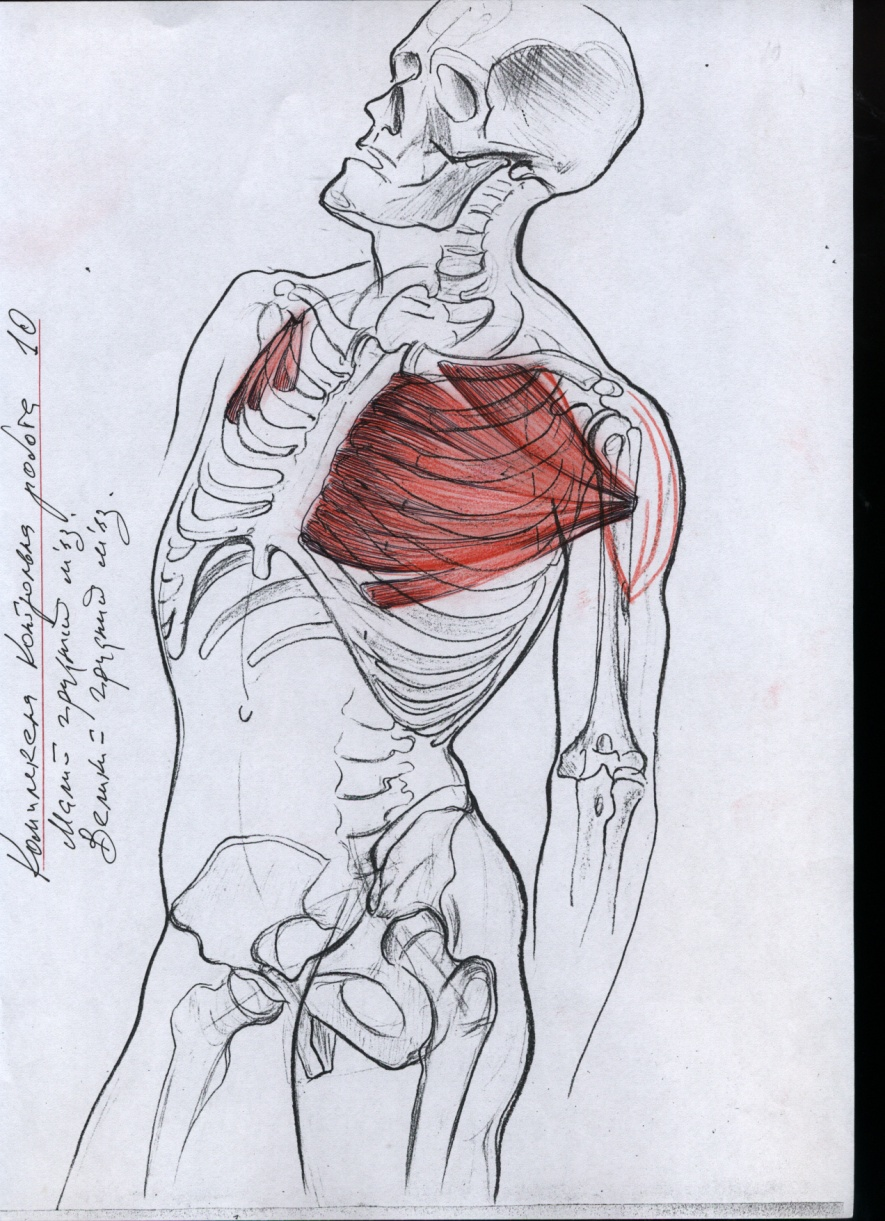 Комплексна контрольна робота 10
Малий грудний м'яз.
Великий грудний м'яз.